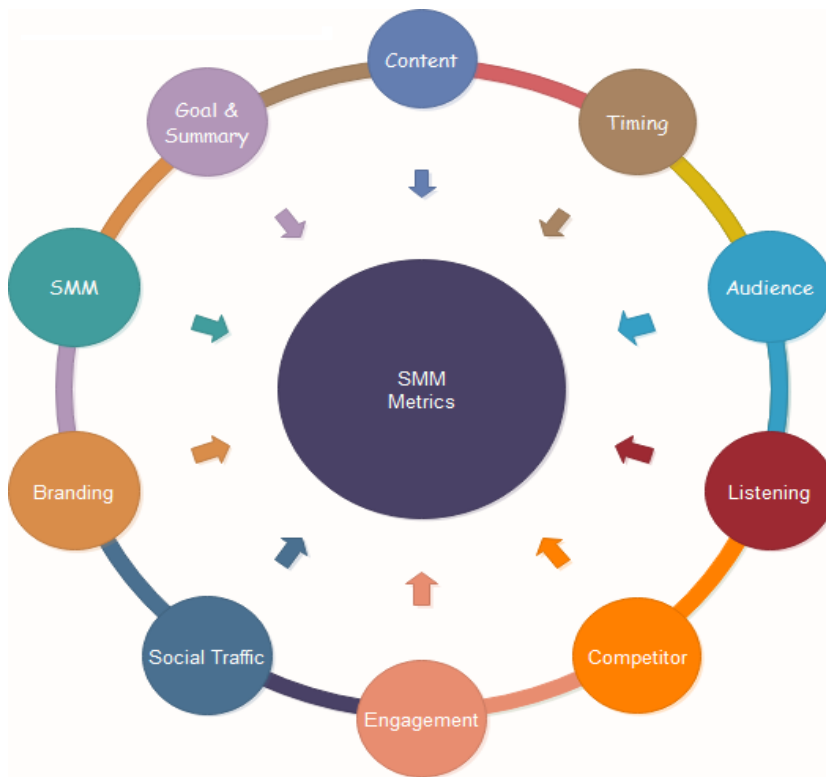 Content
Timing
Audience
Listening
Competitor
Engagement
Social Traffic
Branding
SMM
Goal &
Summary
SMM
Metrics